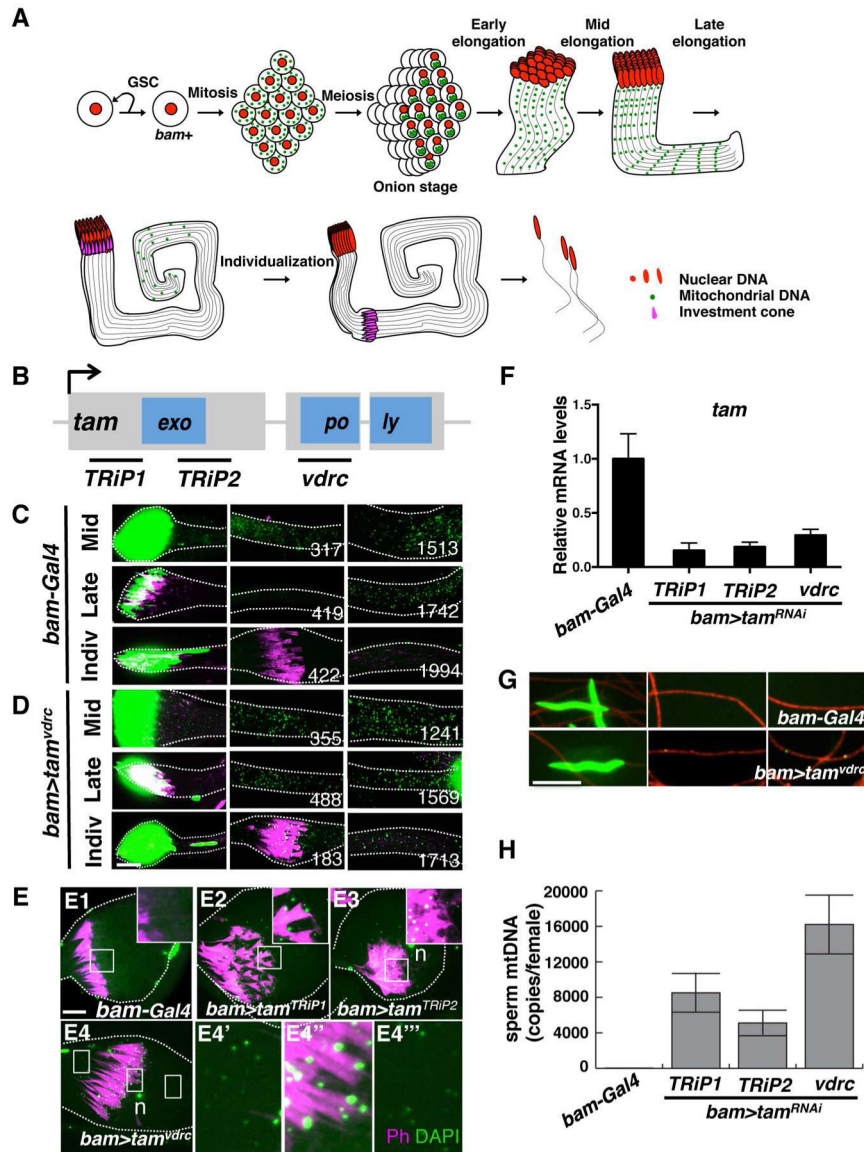 A
Early elongation
Mid elongation
Late elongation
GSC
bam+
Mitosis
Meiosis
Onion stage
Individualization
Nuclear DNA
Mitochondrial DNA
Investment cone
B
tam
exo
po
ly
TRiP1
TRiP2
vdrc
C
bam-Gal4
Mid
317
1513
Late
419
1742
Indiv
422
1994
D
bam>tamvdrc
Mid
355
1241
Late
488
1569
Indiv
183
1713
E
E1
bam-Gal4
E2
bam>tamTRiP1
E3
n
bam>tamTRiP2
E4
n
bam>tamvdrc
E4'
E4''
E4'''
Ph DAPI
F
tam
Relative mRNA levels
1.5
1.0
0.5
0.0
bam-Gal4
TRiP1
TRiP2
vdrc
bam>tamRNAi
G
bam-Gal4
bam>tamvdrc
H
sperm mtDNA
(copies/female)
20000
16000
12000
8000
4000
0
bam-Gal4
TRiP1
TRiP2
vdrc
bam>tamRNAi